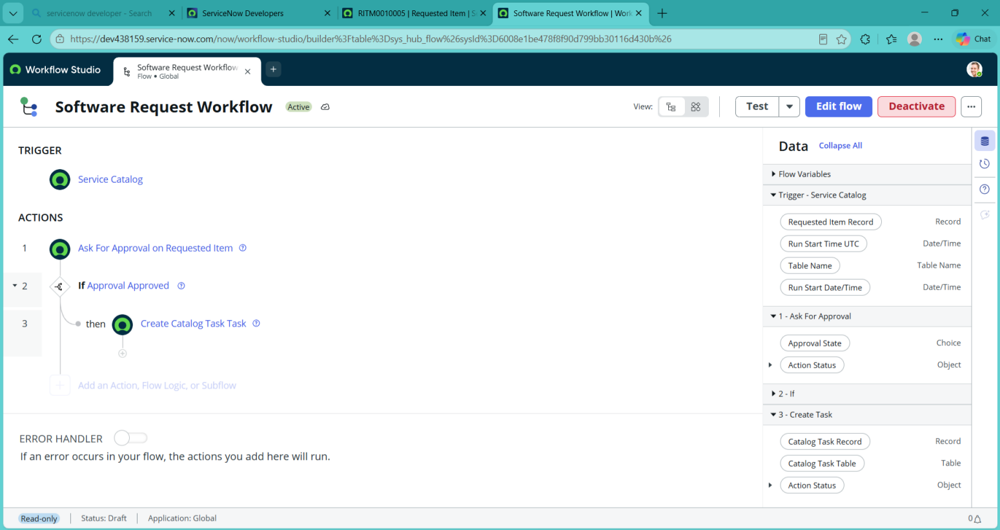 servicenow developer - Search
ServiceNow Developers
RITM0010005 | Requested Item | S
Software Request Workflow | Work
https://dev438159.service-now.com/now/workflow-studio/builder%3Ftable%3Dsys_hub_flow%26sysId%3D6008e1be478f8f90d799bb30116d430b%26
Chat
Workflow Studio
Software Request Workflow
Flow • Global
Software Request Workflow
Active
View:
Test
Edit flow
Deactivate
TRIGGER
Service Catalog
ACTIONS
1
Ask For Approval on Requested Item
2
If Approval Approved
3
then
Create Catalog Task Task
Add an Action, Flow Logic, or Subflow
ERROR HANDLER
If an error occurs in your flow, the actions you add here will run.
Data
Collapse All
Flow Variables
Trigger - Service Catalog
Requested Item Record Record
Run Start Time UTC Date/Time
Table Name Table Name
Run Start Date/Time Date/Time
1 - Ask For Approval
Approval State Choice
Action Status Object
2 - If
3 - Create Task
Catalog Task Record Record
Catalog Task Table Table
Action Status Object
Read-only
Status: Draft
Application: Global
0